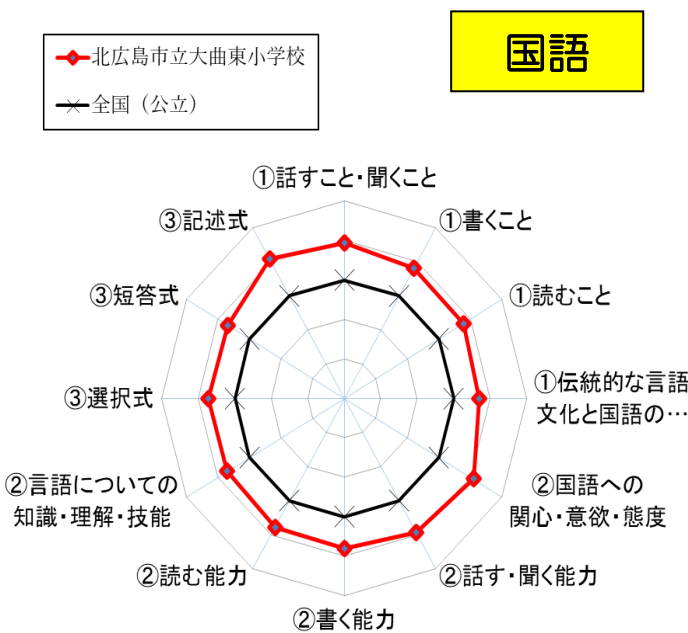 国語
北広島市立大曲東小学校
全国（公立）
①話すこと・聞くこと
①書くこと
①読むこと
①伝統的な言語
文化と国語の…
②国語への
関心・意欲・態度
②話す・聞く能力
②書く能力
②読む能力
②言語についての
知識・理解・技能
③選択式
③短答式
③記述式